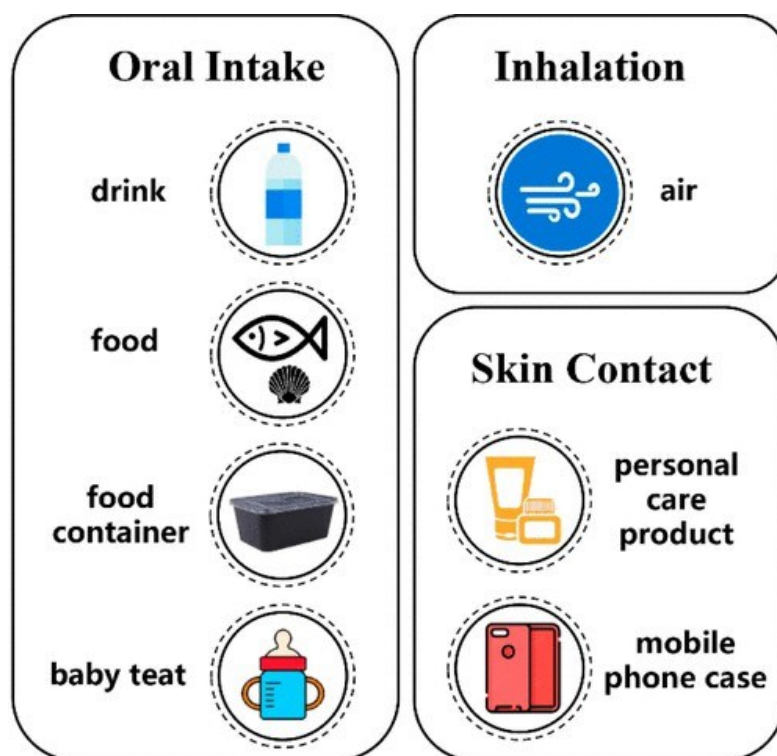 Oral Intake
drink
food
food
container
baby teat
Inhalation
air
Skin Contact
personal
care
product
mobile
phone case